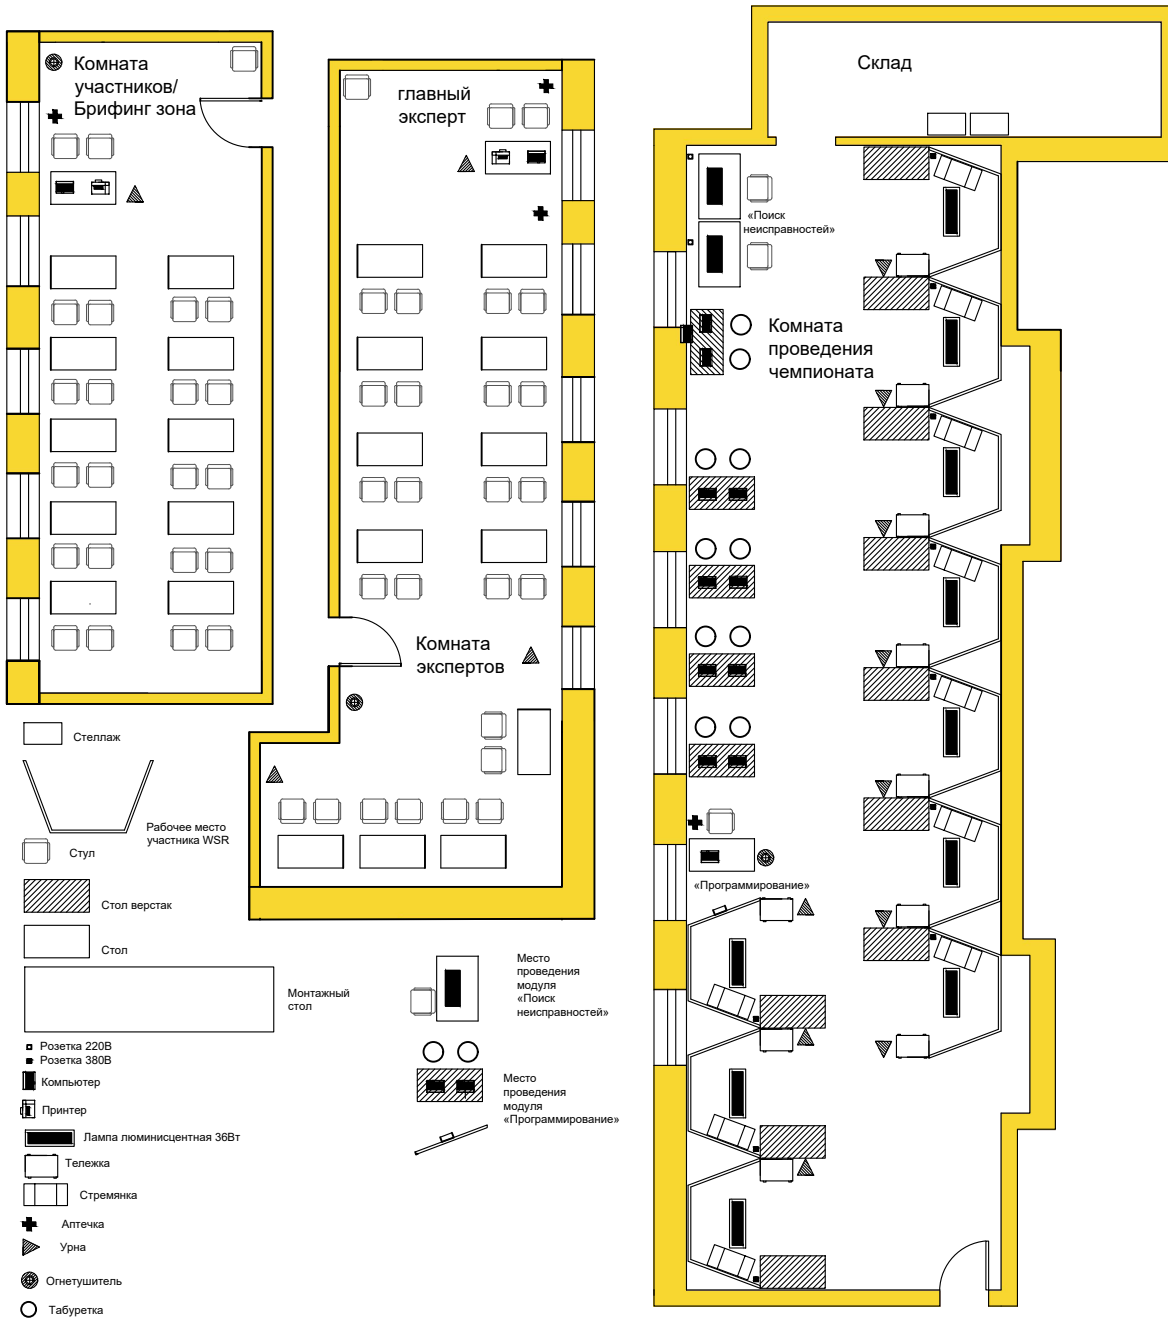 Комната
участников/
Брифинг зона
главный
эксперт
Склад
«Поиск
неисправностей»
Комната
проведения
чемпионата
Комната
экспертов
«Программирование»
Стеллаж
Рабочее место
участника WSR
Стул
Стол верстак
Стол
Монтажный
стол
Розетка 220В
Розетка 380В
Компьютер
Принтер
Лампа люминисцентная 36Вт
Тележка
Стремянка
Аптечка
Урна
Огнетушитель
Табуретка
Место
проведения
модуля
«Поиск
неисправностей»
Место
проведения
модуля
«Программирование»